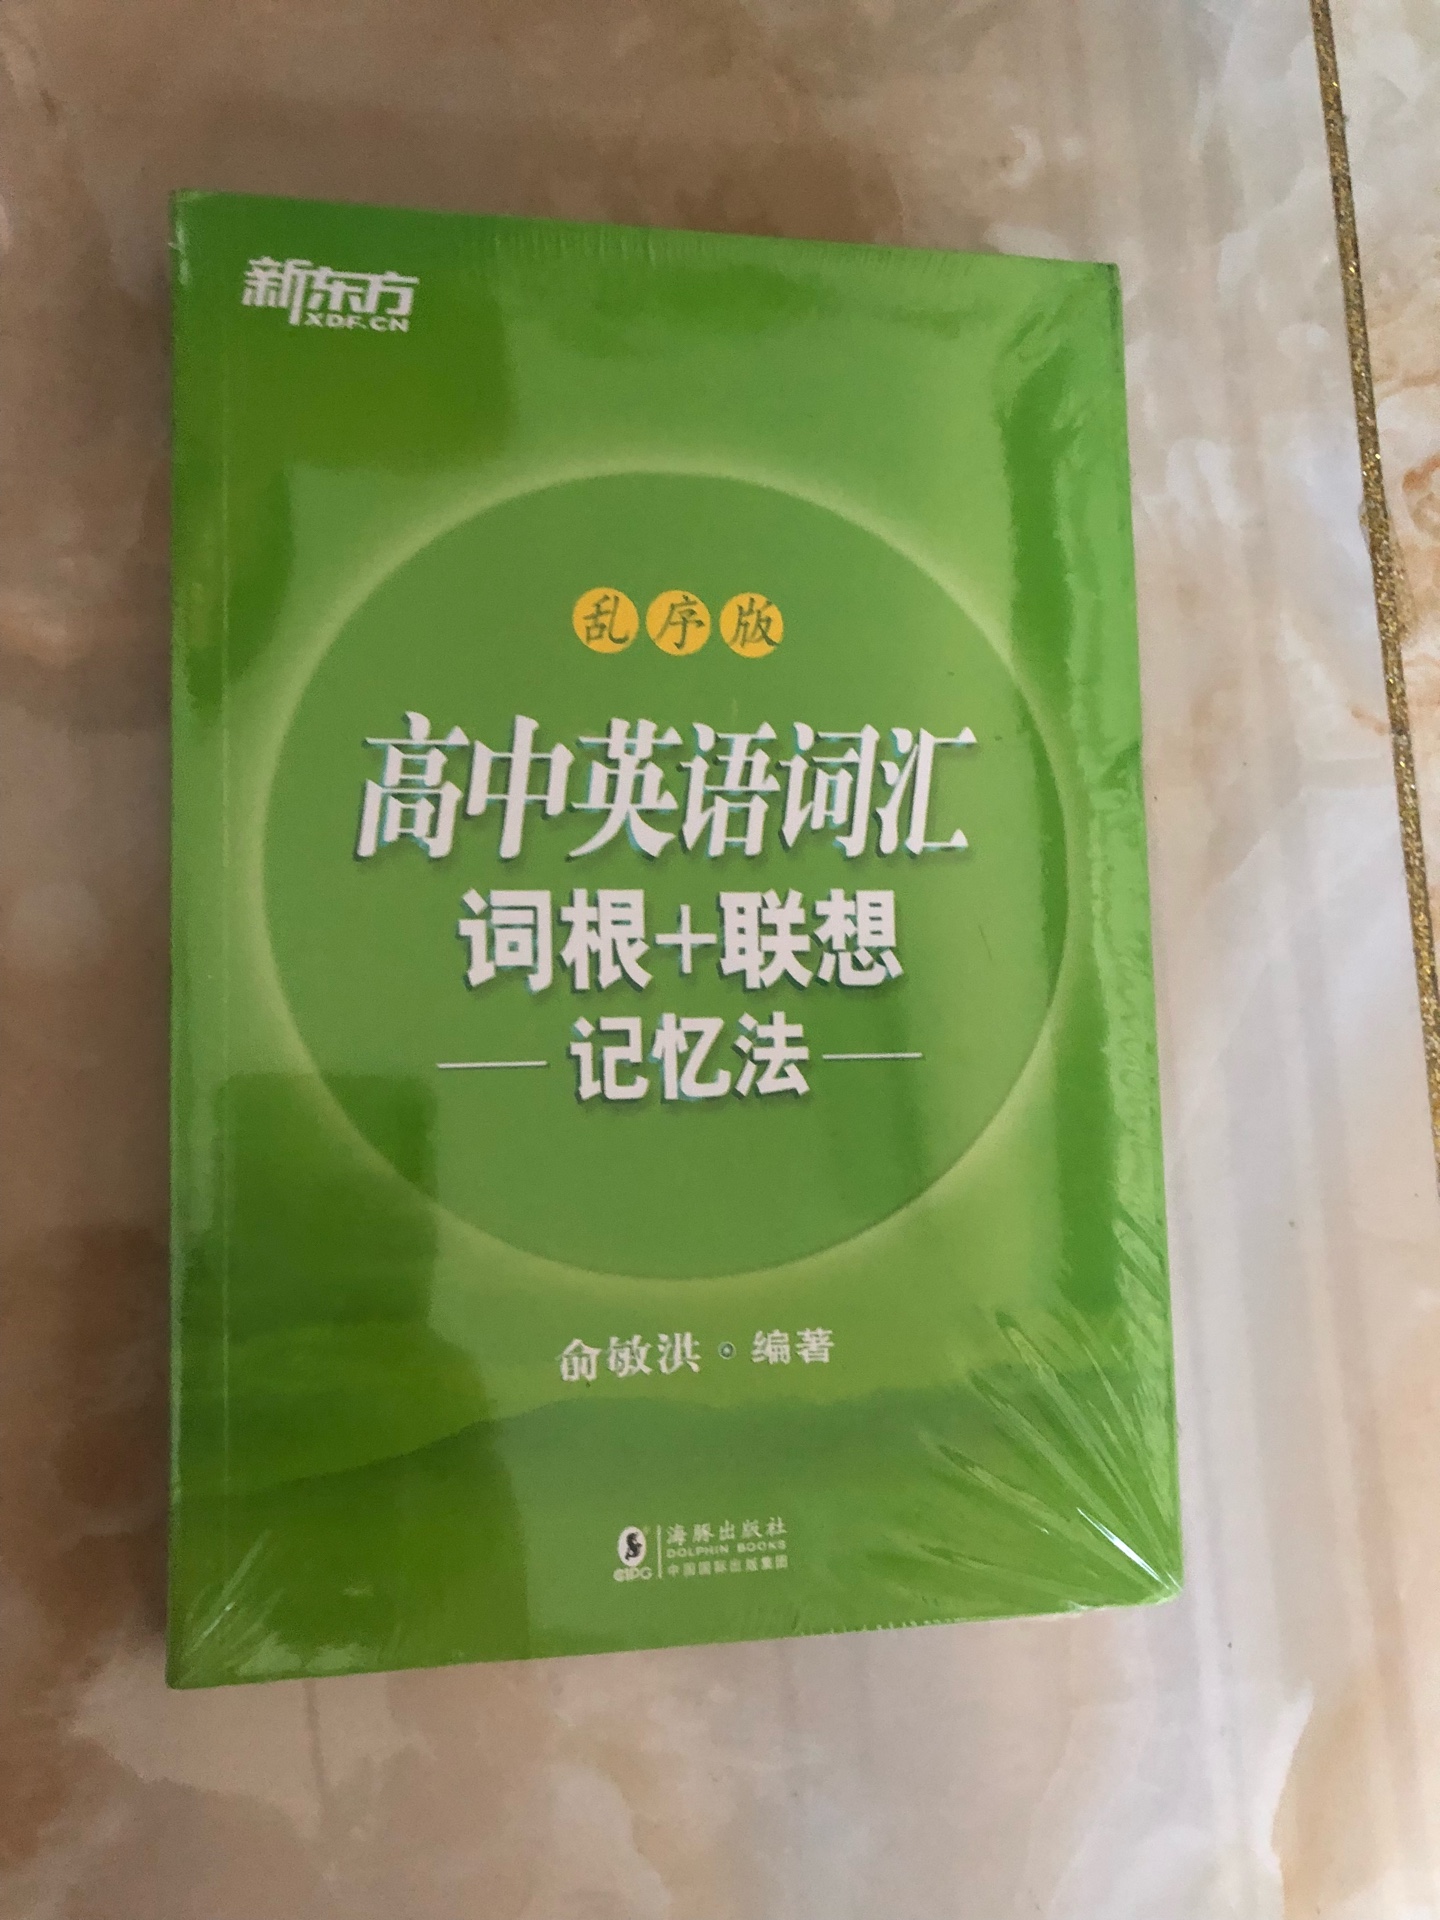 新东方
XDF.CN
乱序版
高中英语词汇
词根+联想
记忆法
俞敏洪·编著
海豚出版社
DOLPHIN BOOKS
CIPG
中国国际出版集团